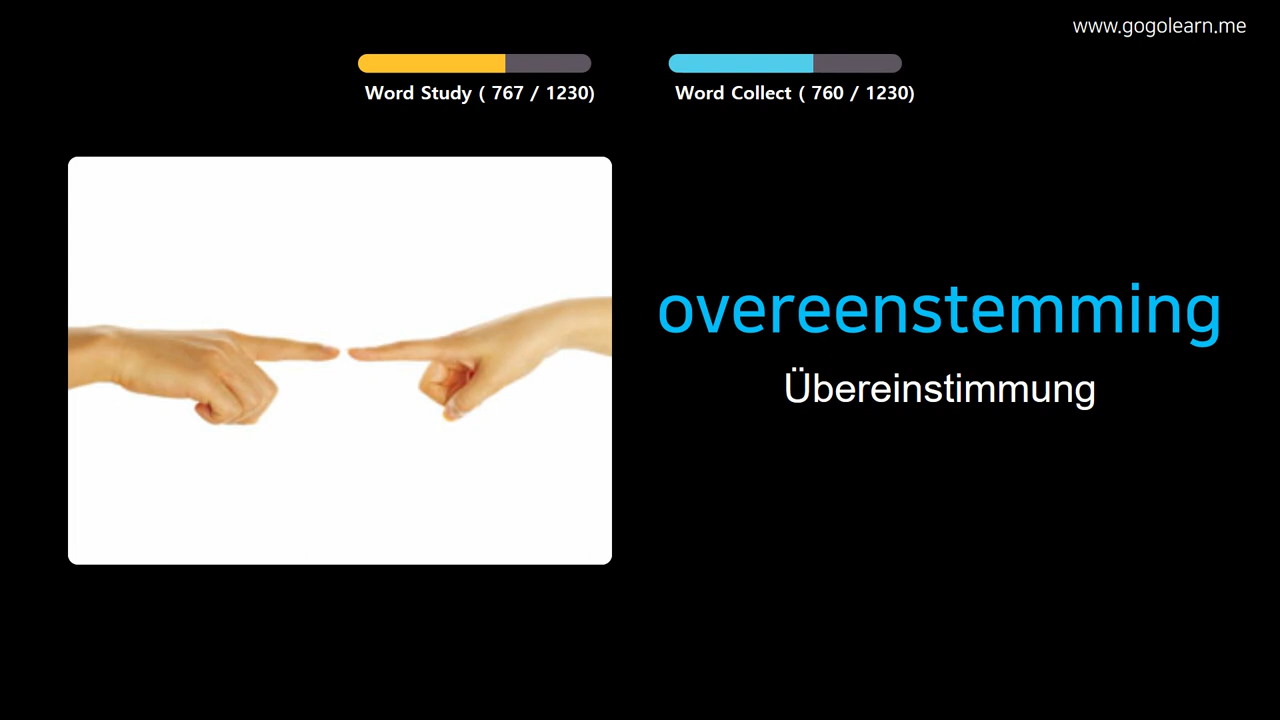 www.gogolearn.me
Word Study ( 767 / 1230)
Word Collect ( 760 / 1230)
overeenstemming
Übereinstimmung